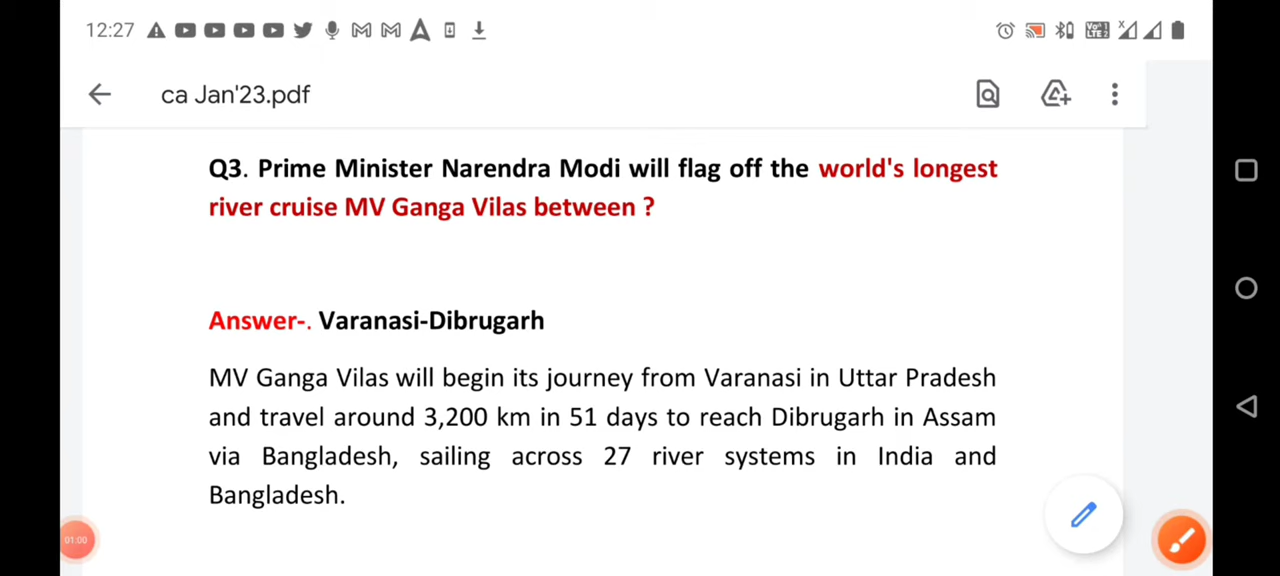 12:27
ca Jan'23.pdf
Q3. Prime Minister Narendra Modi will flag off the world's longest
river cruise MV Ganga Vilas between ?
Answer-. Varanasi-Dibrugarh
MV Ganga Vilas will begin its journey from Varanasi in Uttar Pradesh
and travel around 3,200 km in 51 days to reach Dibrugarh in Assam
via Bangladesh, sailing across 27 river systems in India and
Bangladesh.
01:00